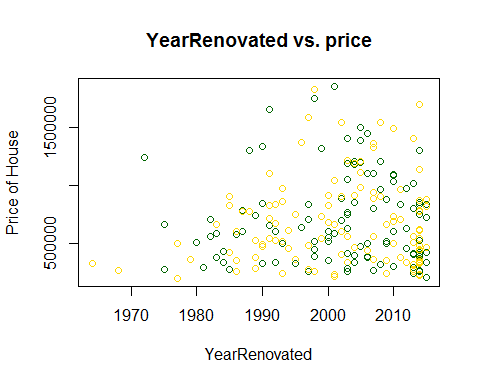 YearRenovated vs. price
Price of House
1500000
500000
1970 1980 1990 2000 2010
YearRenovated